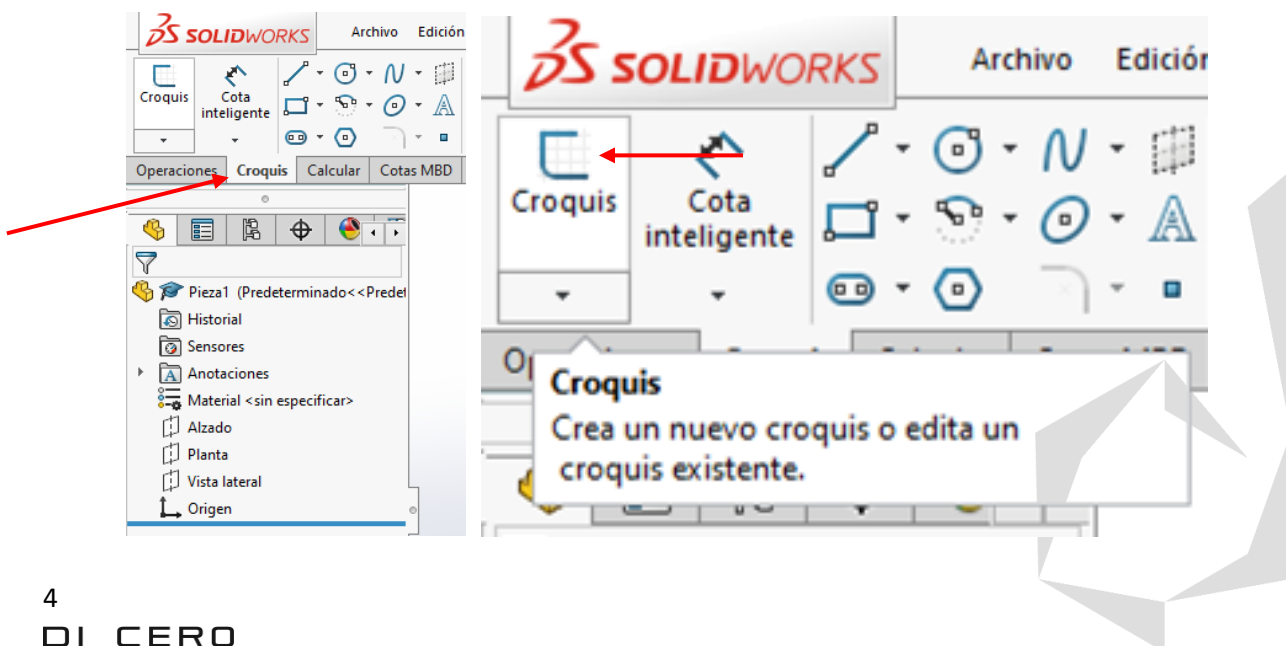 SOLIDWORKS Archivo Edición
Croquis Cota inteligente
Operaciones Croquis Calcular Cotas MBD
Pieza1 (Predeterminado<<Predet
Historial
Sensores
A Anotaciones
Material <sin especificar>
Alzado
Planta
Vista lateral
Origen
SOLIDWORKS Archivo Edición
Croquis Cota
inteligente
Croquis
Crea un nuevo croquis o edita un
croquis existente.
4
DI CERO